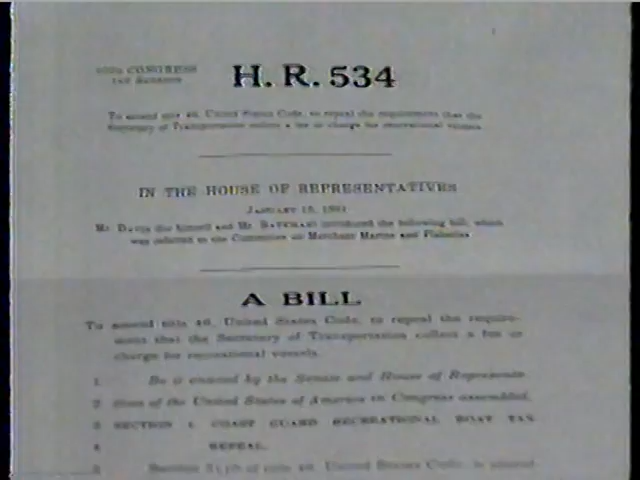 CONGRESS
1ST SESSION
H. R. 534
To amend title 46, United States Code, to repeal the requirement that the
Secretary of Transportation collect a fee or charge for recreational vessels.
IN THE HOUSE OF REPRESENTATIVES
JANUARY 15, 1991
Mr. DAVIS (for himself and Mr. BATEMAN) introduced the following bill; which
was referred to the Committee on Merchant Marine and Fisheries
A BILL
To amend title 46, United States Code, to repeal the require-
ment that the Secretary of Transportation collect a fee or
charge for recreational vessels.
1 Be it enacted by the Senate and House of Representa-
2 tives of the United States of America in Congress assembled,
3 SECTION 1. COAST GUARD RECREATIONAL BOAT TAX
4 REPEAL.
5 Section of title 46, United States Code, is amend